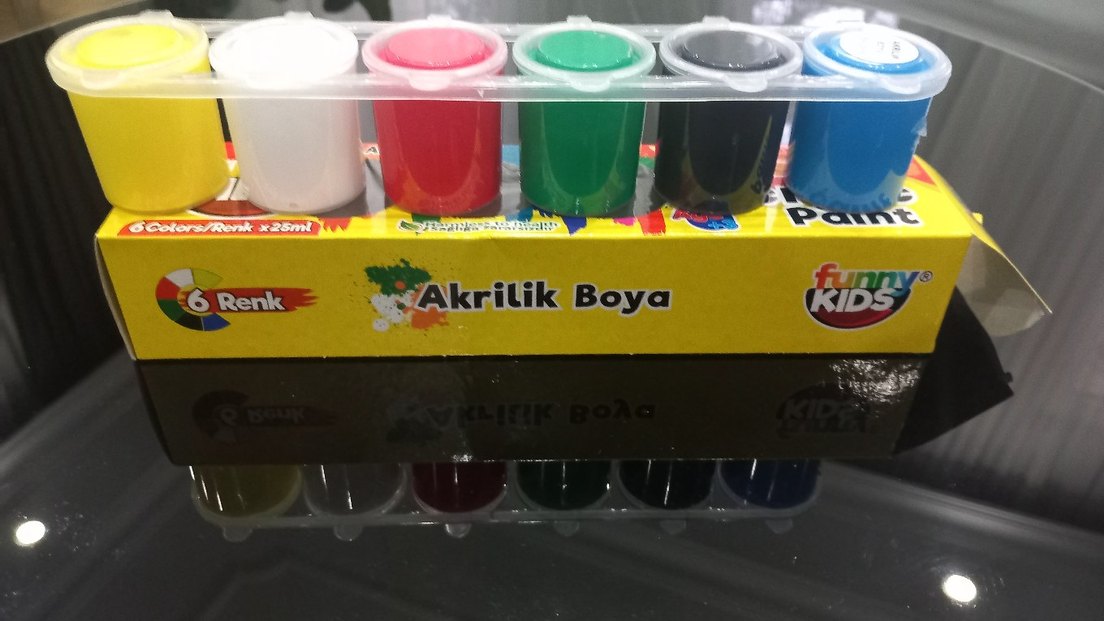 Paint
6 Colors/Renk x25ml
6 Renk
Akrilik Boya
funny®
KIDS